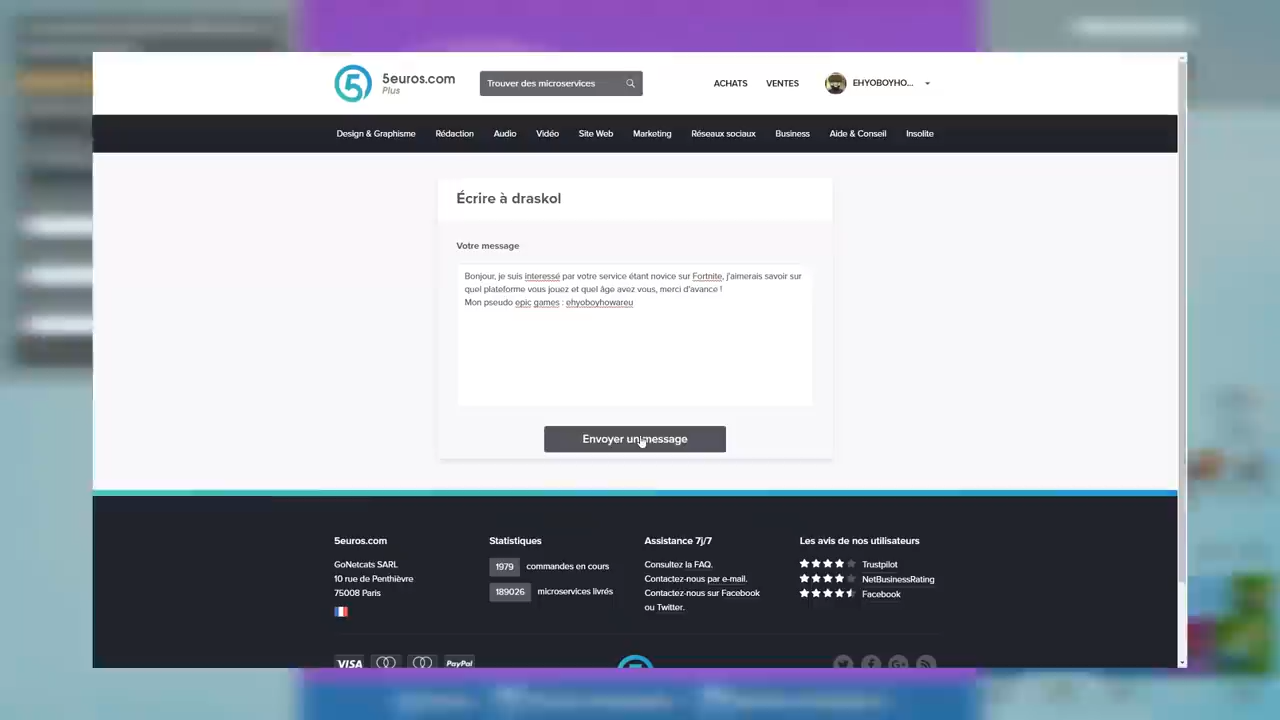 5euros.com
Plus
Trouver des microservices
ACHATS
VENTES
EHYOBOYHO...
Design & Graphisme
Rédaction
Audio
Vidéo
Site Web
Marketing
Réseaux sociaux
Business
Aide & Conseil
Insolite
Écrire à draskol
Votre message
Bonjour, je suis interessé par votre service étant novice sur Fortnite, j'aimerais savoir sur
quel plateforme vous jouez et quel âge avez vous, merci d'avance !
Mon pseudo epic games : ehyoboyhowareu
Envoyer un message
5euros.com
GoNetcats SARL
10 rue de Penthièvre
75008 Paris
Statistiques
1979 commandes en cours
189026 microservices livrés
Assistance 7j/7
Consultez la FAQ.
Contactez-nous par e-mail.
Contactez-nous sur Facebook
ou Twitter.
Les avis de nos utilisateurs
Trustpilot
NetBusinessRating
Facebook
VISA
PayPal